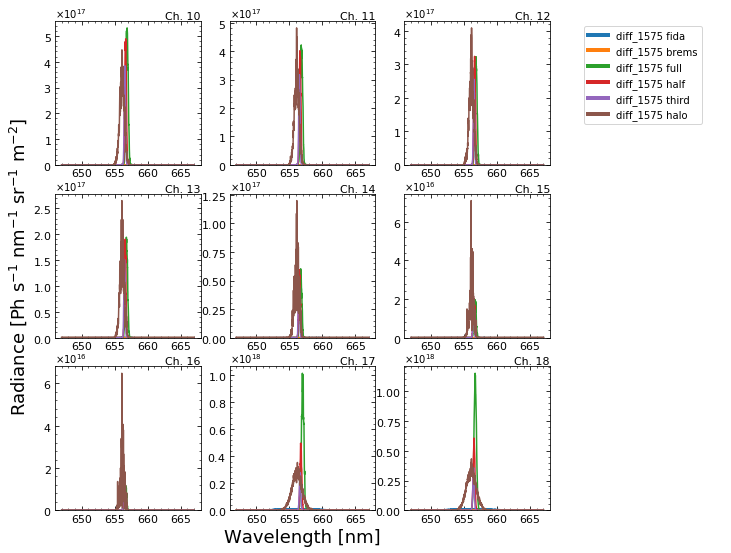 ×10^17 Ch. 10
5
4
3
2
1
0
650 655 660 665
×10^17 Ch. 11
5
4
3
2
1
0
650 655 660 665
×10^17 Ch. 12
4
3
2
1
0
650 655 660 665
diff_1575 fida
diff_1575 brems
diff_1575 full
diff_1575 half
diff_1575 third
diff_1575 halo
×10^17 Ch. 13
2.5
2.0
1.5
1.0
0.5
0.0
650 655 660 665
×10^17 Ch. 14
1.25
1.00
0.75
0.50
0.25
0.00
650 655 660 665
×10^16 Ch. 15
6
4
2
0
650 655 660 665
×10^16 Ch. 16
6
4
2
0
650 655 660 665
×10^18 Ch. 17
1.0
0.8
0.6
0.4
0.2
0.0
650 655 660 665
×10^18 Ch. 18
1.00
0.75
0.50
0.25
0.00
650 655 660 665
Radiance [Ph s^−1 nm^−1 sr^−1 m^−2]
Wavelength [nm]